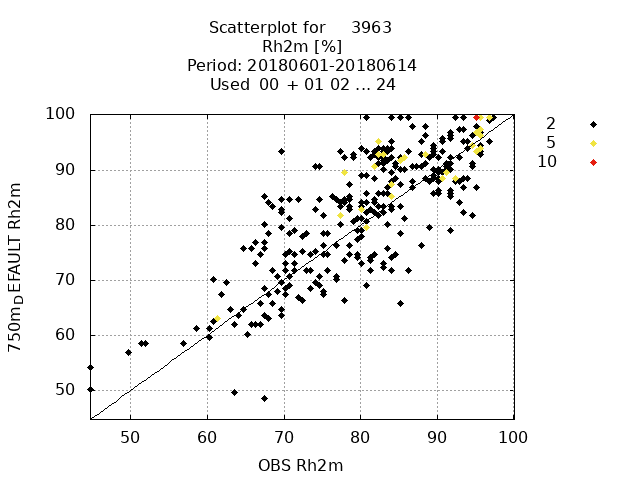 Scatterplot for 3963
Rh2m [%]
Period: 20180601-20180614
Used 00 + 01 02 ... 24
2
5
10
750m_DEFAULT Rh2m
100
90
80
70
60
50
50 60 70 80 90 100
OBS Rh2m